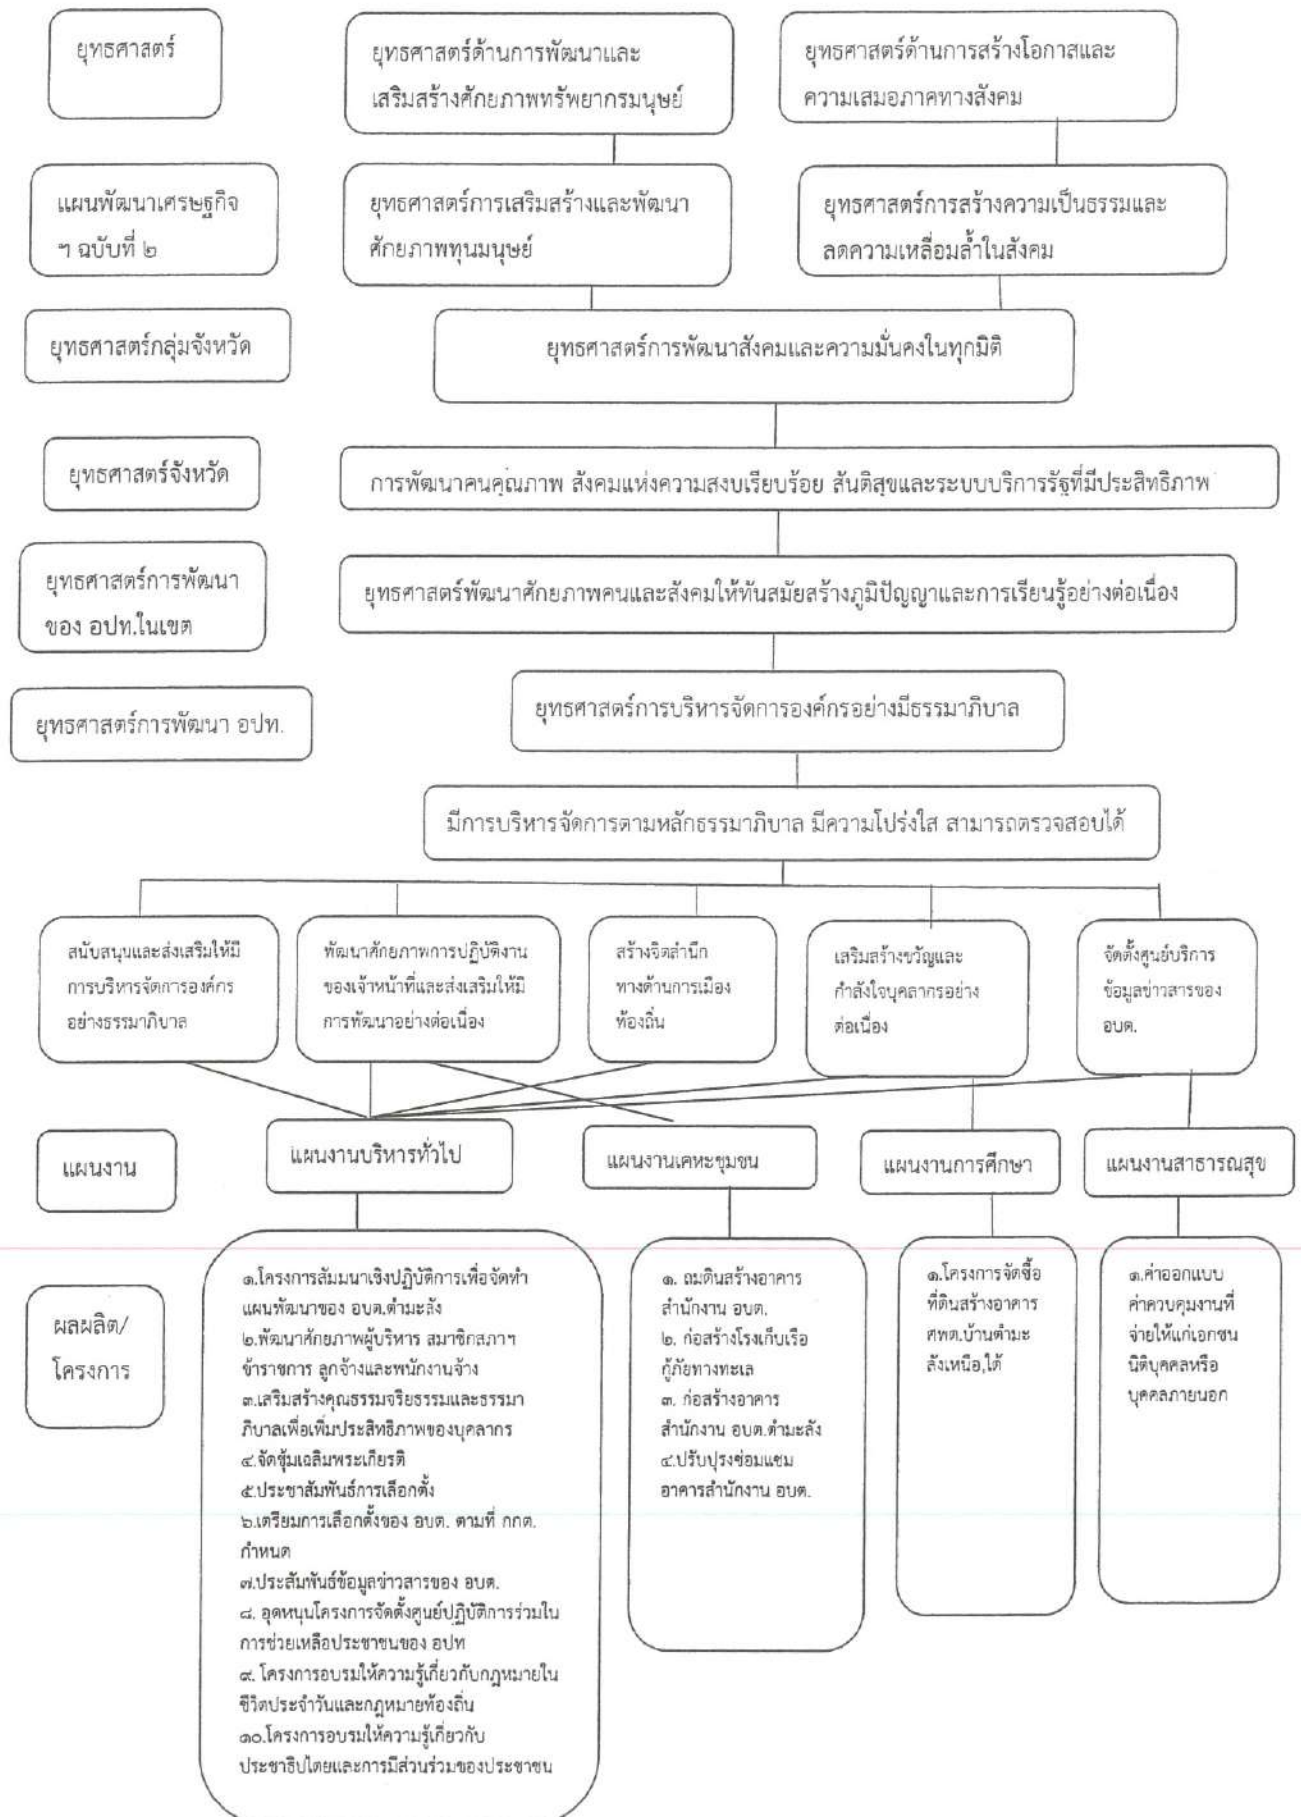 ยุทธศาสตร์
ยุทธศาสตร์ด้านการพัฒนาและ
เสริมสร้างศักยภาพทรัพยากรมนุษย์
ยุทธศาสตร์ด้านการสร้างโอกาสและ
ความเสมอภาคทางสังคม
แผนพัฒนาเศรษฐกิจ
ฯ ฉบับที่ ๒
ยุทธศาสตร์การเสริมสร้างและพัฒนา
ศักยภาพทุนมนุษย์
ยุทธศาสตร์การสร้างความเป็นธรรมและ
ลดความเหลื่อมล้ำในสังคม
ยุทธศาสตร์กลุ่มจังหวัด
ยุทธศาสตร์การพัฒนาสังคมและความมั่นคงในทุกมิติ
ยุทธศาสตร์จังหวัด
การพัฒนาคนคุณภาพ สังคมแห่งความสงบเรียบร้อย สันติสุขและระบบบริการรัฐที่มีประสิทธิภาพ
ยุทธศาสตร์การพัฒนา
ของ อปท.ในเขต
ยุทธศาสตร์พัฒนาศักยภาพคนและสังคมให้ทันสมัยสร้างภูมิปัญญาและการเรียนรู้อย่างต่อเนื่อง
ยุทธศาสตร์การพัฒนา อปท.
ยุทธศาสตร์การบริหารจัดการองค์กรอย่างมีธรรมาภิบาล
มีการบริหารจัดการตามหลักธรรมาภิบาล มีความโปร่งใส สามารถตรวจสอบได้
สนับสนุนและส่งเสริมให้มี
การบริหารจัดการองค์กร
อย่างธรรมาภิบาล
พัฒนาศักยภาพการปฏิบัติงาน
ของเจ้าหน้าที่และส่งเสริมให้มี
การพัฒนาอย่างต่อเนื่อง
สร้างจิตสำนึก
ทางด้านการเมือง
ท้องถิ่น
เสริมสร้างขวัญและ
กำลังใจบุคลากรอย่าง
ต่อเนื่อง
จัดตั้งศูนย์บริการ
ข้อมูลข่าวสารของ
อบต.
แผนงาน
แผนงานบริหารทั่วไป
แผนงานเคหะชุมชน
แผนงานการศึกษา
แผนงานสาธารณสุข
ผลผลิต/
โครงการ
๑.โครงการสัมมนาเชิงปฏิบัติการเพื่อจัดทำ
แผนพัฒนาของ อบต.ตำมะลัง
๒.พัฒนาศักยภาพผู้บริหาร สมาชิกสภาฯ
ข้าราชการ ลูกจ้างและพนักงานจ้าง
๓.เสริมสร้างคุณธรรมจริยธรรมและธรรมา
ภิบาลเพื่อเพิ่มประสิทธิภาพของบุคลากร
๔.จัดซุ้มเฉลิมพระเกียรติ
๕.ประชาสัมพันธ์การเลือกตั้ง
๖.เตรียมการเลือกตั้งของ อบต. ตามที่ กกต.
กำหนด
๗.ประสัมพันธ์ข้อมูลข่าวสารของ อบต.
๘. อุดหนุนโครงการจัดตั้งศูนย์ปฏิบัติการร่วมใน
การช่วยเหลือประชาชนของ อปท
๙. โครงการอบรมให้ความรู้เกี่ยวกับกฎหมายใน
ชีวิตประจำวันและกฎหมายท้องถิ่น
๑๐.โครงการอบรมให้ความรู้เกี่ยวกับ
ประชาธิปไตยและการมีส่วนร่วมของประชาชน
๑. ถมดินสร้างอาคาร
สำนักงาน อบต.
๒. ก่อสร้างโรงเก็บเรือ
กู้ภัยทางทะเล
๓. ก่อสร้างอาคาร
สำนักงาน อบต.ตำมะลัง
๔.ปรับปรุงซ่อมแซม
อาคารสำนักงาน อบต.
๑.โครงการจัดซื้อ
ที่ดินสร้างอาคาร
ศพต.บ้านตำมะ
ลังเหนือ,ใต้
๑.ค่าออกแบบ
ค่าควบคุมงานที่
จ่ายให้แก่เอกชน
นิติบุคคลหรือ
บุคคลภายนอก